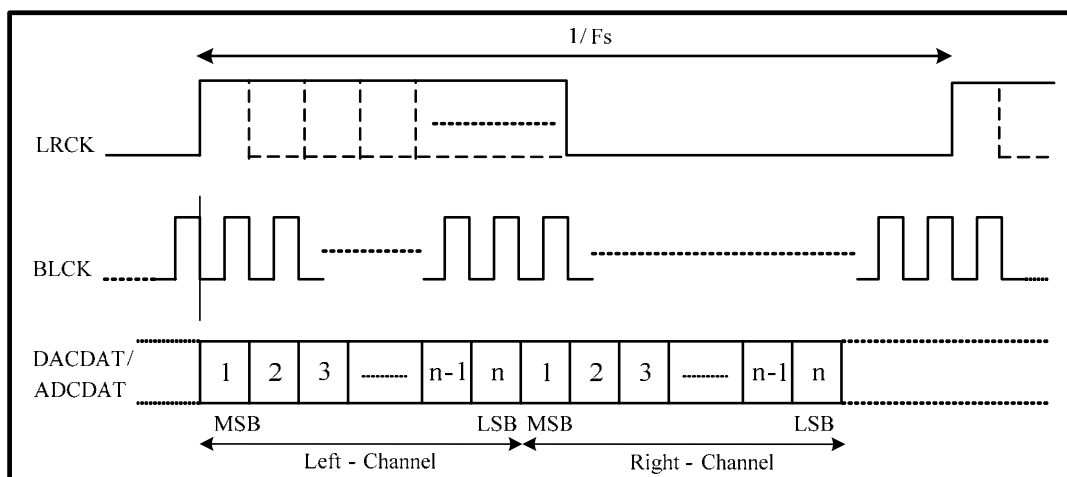 1/Fs
LRCK
BLCK
DACDAT/
ADCDAT
1 2 3 n-1 n 1 2 3 n-1 n
MSB LSB MSB LSB
Left - Channel Right - Channel